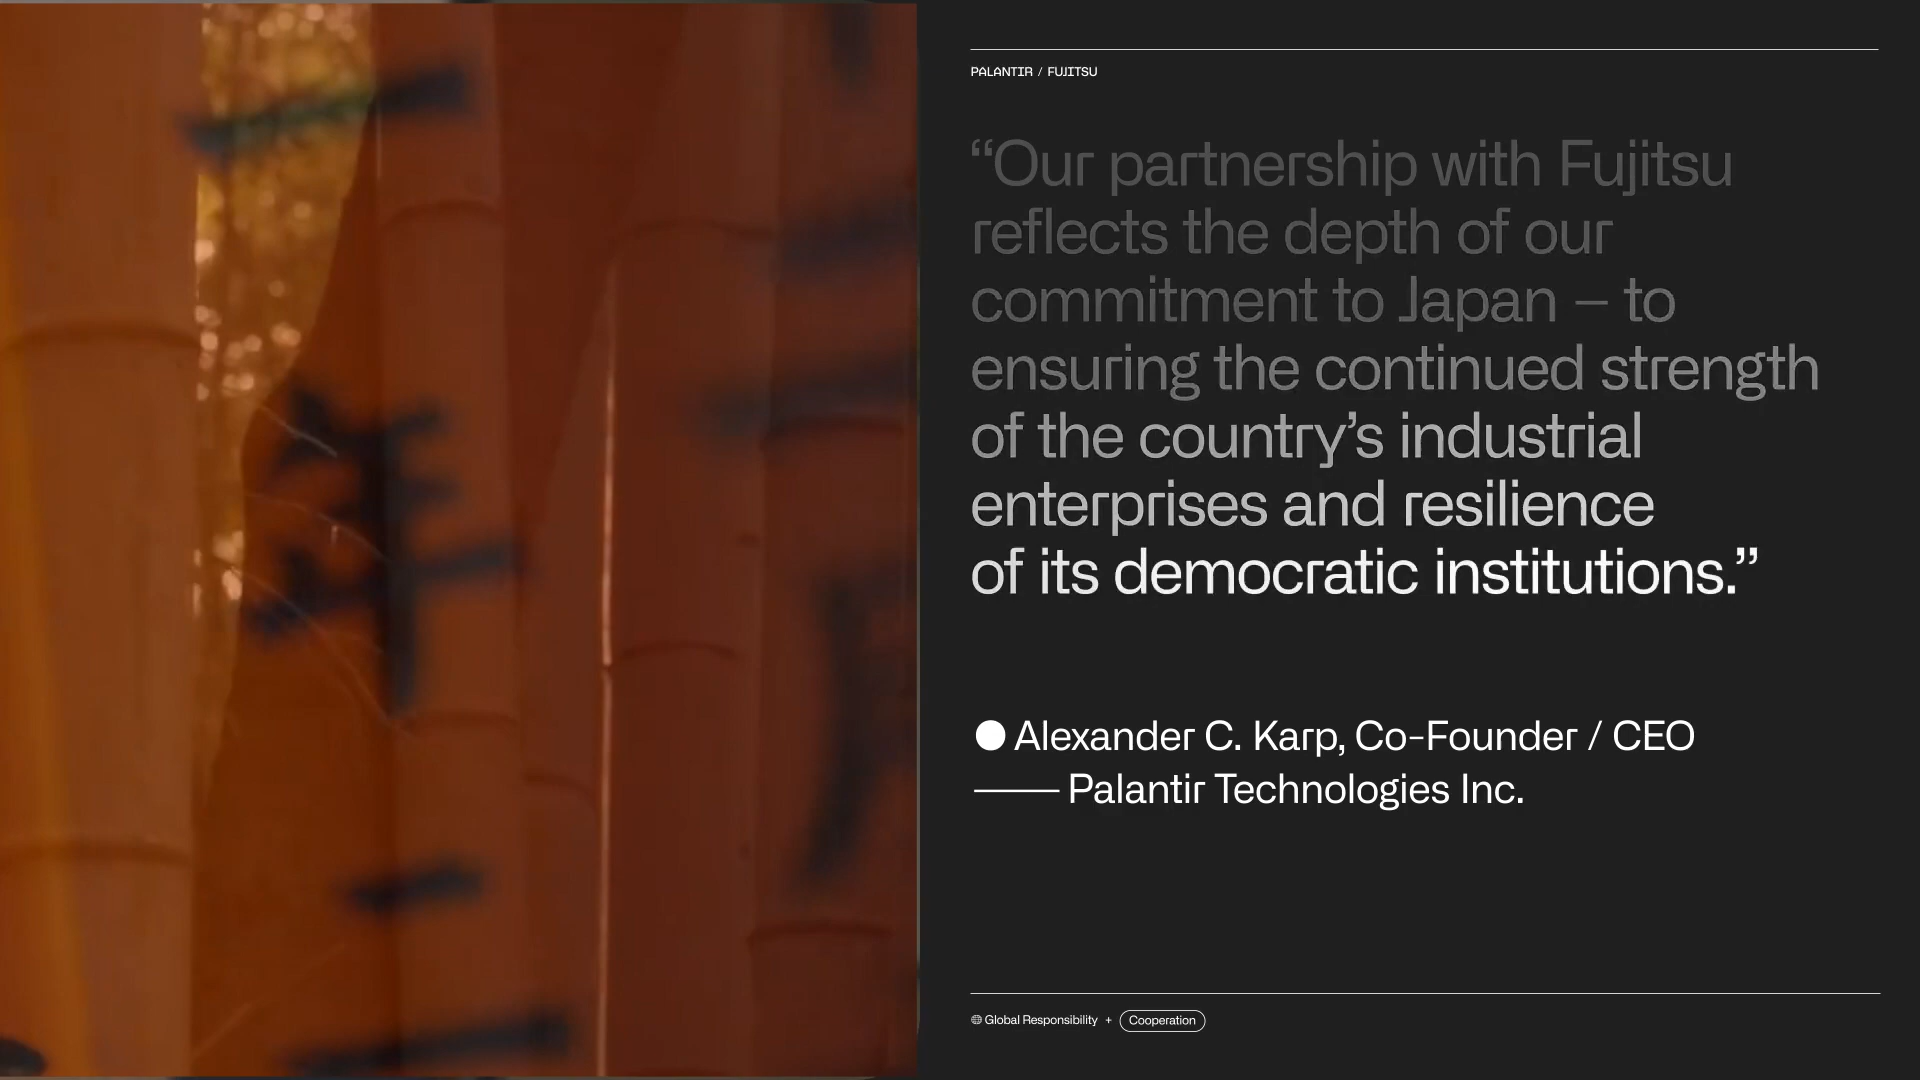 PALANTIR / FUJITSU
“Our partnership with Fujitsu
reflects the depth of our
commitment to Japan – to
ensuring the continued strength
of the country’s industrial
enterprises and resilience
of its democratic institutions.”
Alexander C. Karp, Co-Founder / CEO
Palantir Technologies Inc.
Global Responsibility + Cooperation